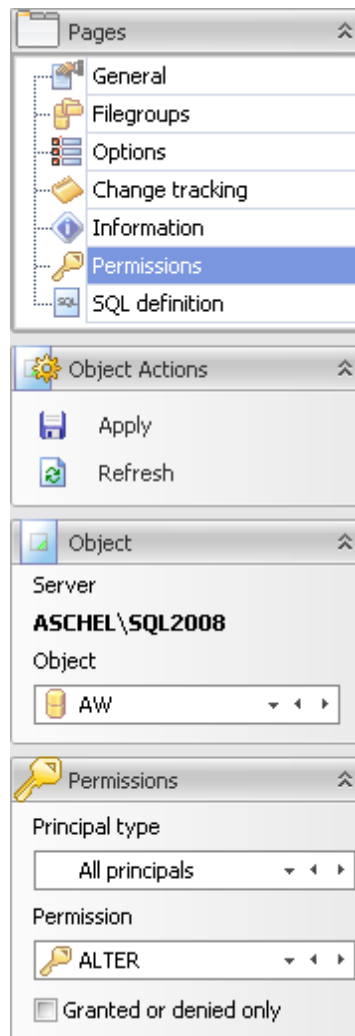 Pages
General
Filegroups
Options
Change tracking
Information
Permissions
SQL SQL definition
Object Actions
Apply
Refresh
Object
Server
ASCHEL\SQL2008
Object
AW
Permissions
Principal type
All principals
Permission
ALTER
Granted or denied only